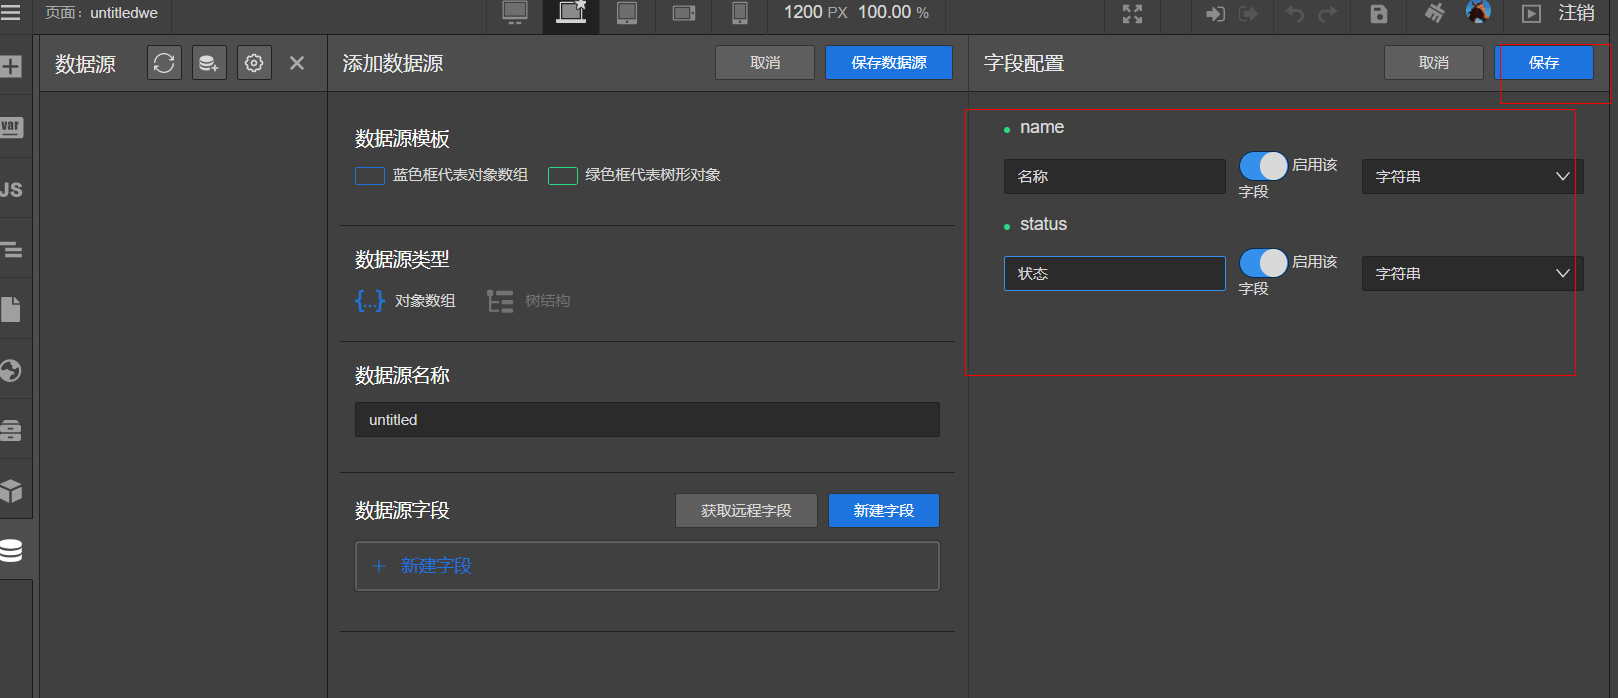 页面：untitledwe
1200 PX 100.00 %
注销
var
JS
数据源
添加数据源
取消
保存数据源
数据源模板
蓝色框代表对象数组
绿色框代表树形对象
数据源类型
{...} 对象数组
树结构
数据源名称
untitled
数据源字段
获取远程字段
新建字段
+ 新建字段
字段配置
取消
保存
name
名称
启用该
字段
字符串
status
状态
启用该
字段
字符串